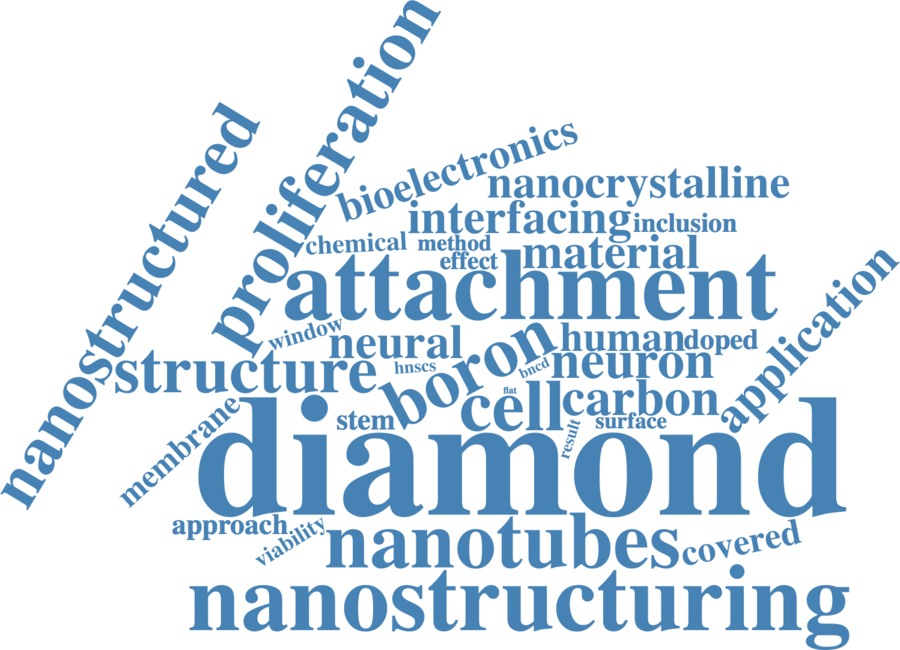 proliferation
nanostructured
bioelectronics
nanocrystalline
interfacing
inclusion
chemical
method
effect
material
attachment
application
window
neural
boron
human
doped
structure
hnscs
bncd
neuron
flat
cell
carbon
membrane
stem
result
surface
diamond
approach
viability
nanotubes
covered
nanostructuring